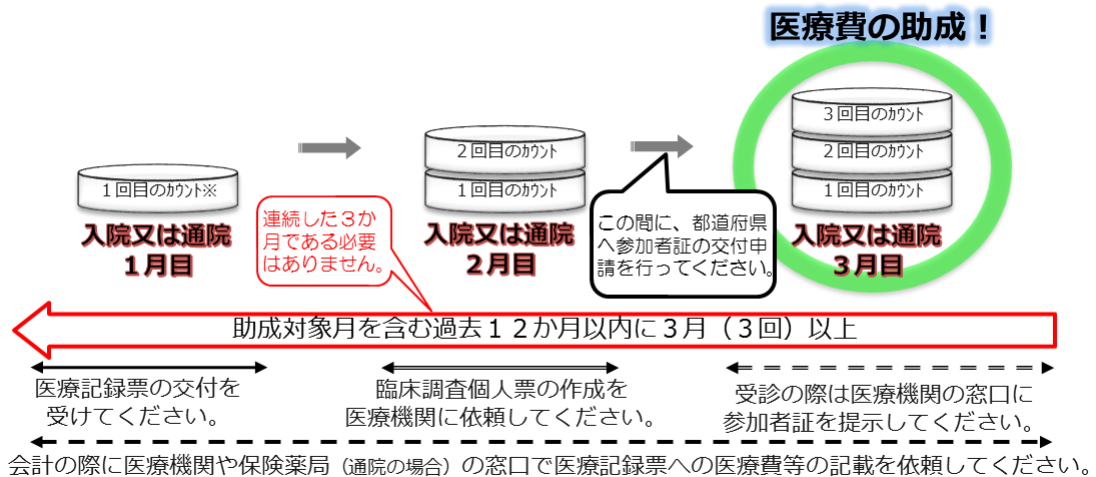 医療費の助成！
３回目のｶｳﾝﾄ
２回目のｶｳﾝﾄ
２回目のｶｳﾝﾄ
１回目のｶｳﾝﾄ※
１回目のｶｳﾝﾄ
１回目のｶｳﾝﾄ
入院又は通院
１月目
連続した３か
月である必要
はありません。
入院又は通院
２月目
この間に、都道府県
へ参加者証の交付申
請を行ってください。
入院又は通院
３月目
助成対象月を含む過去１２か月以内に３月（３回）以上
医療記録票の交付を
受けてください。
臨床調査個人票の作成を
医療機関に依頼してください。
受診の際は医療機関の窓口に
参加者証を提示してください。
会計の際に医療機関や保険薬局（通院の場合）の窓口で医療記録票への医療費等の記載を依頼してください。